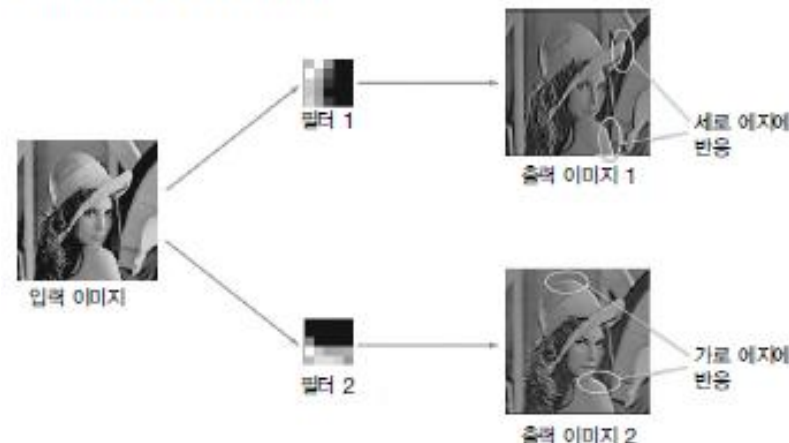 필터 1
세로 에지에
반응
출력 이미지 1
입력 이미지
필터 2
가로 에지에
반응
출력 이미지 2